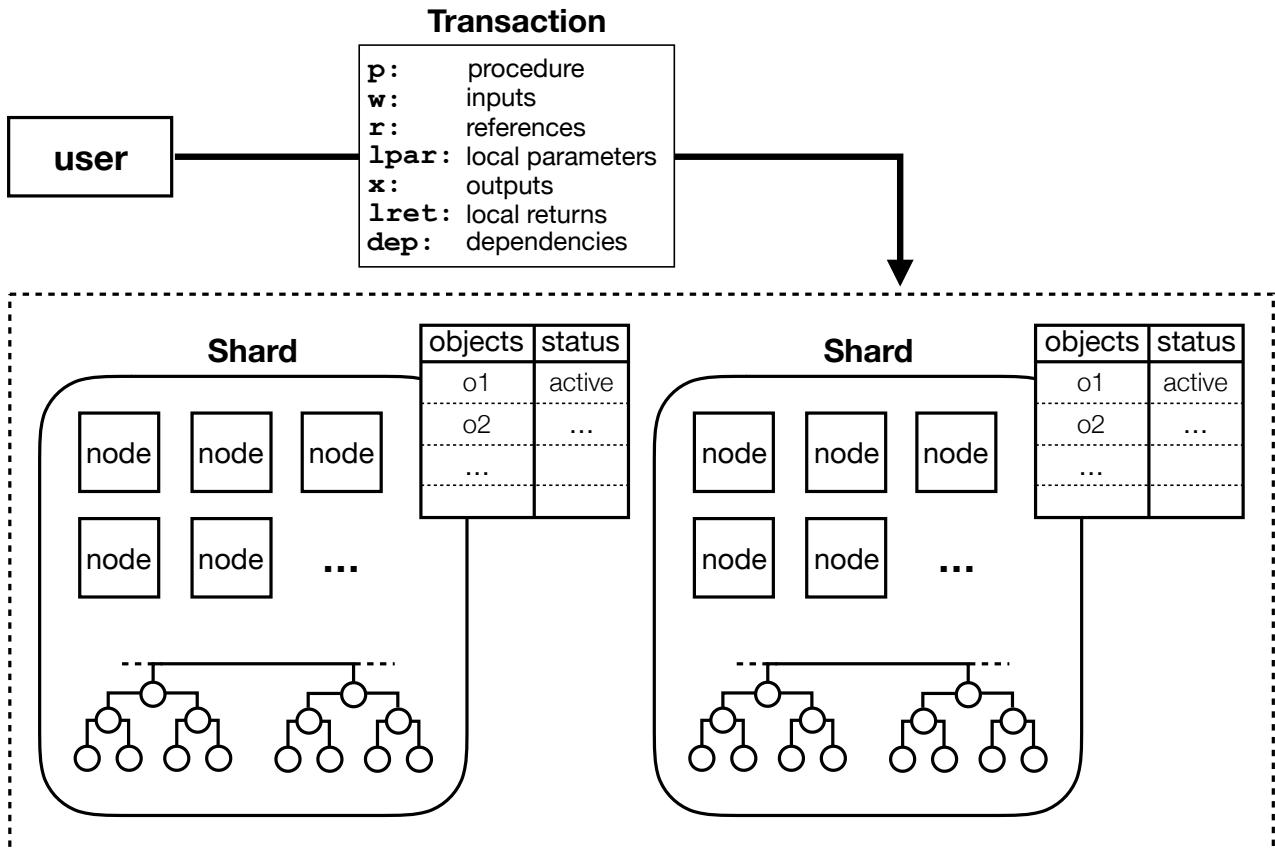 Transaction
p: procedure
w: inputs
r: references
lpar: local parameters
x: outputs
lret: local returns
dep: dependencies
user
Shard
objects status
o1 active
o2 ...
...
node node node
node node ...
Shard
objects status
o1 active
o2 ...
...
node node node
node node ...